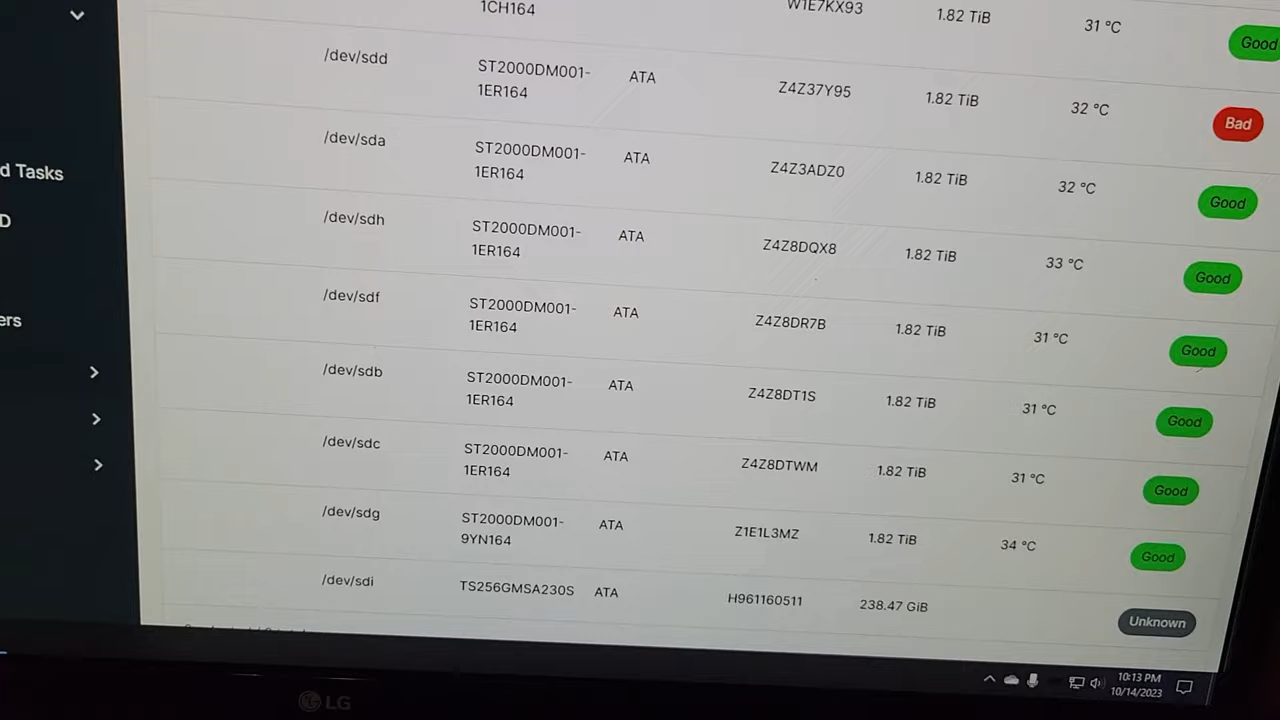 1CH164 W1E7KX93 1.82 TiB 31 °C Good
/dev/sdd ST2000DM001- ATA Z4Z37Y95 1.82 TiB 32 °C Bad
1ER164
/dev/sda ST2000DM001- ATA Z4Z3ADZ0 1.82 TiB 32 °C Good
1ER164
d Tasks
D
/dev/sdh ST2000DM001- ATA Z4Z8DQX8 1.82 TiB 33 °C Good
1ER164
/dev/sdf ST2000DM001- ATA Z4Z8DR7B 1.82 TiB 31 °C Good
1ER164
ers
/dev/sdb ST2000DM001- ATA Z4Z8DT1S 1.82 TiB 31 °C Good
1ER164
/dev/sdc ST2000DM001- ATA Z4Z8DTWM 1.82 TiB 31 °C Good
1ER164
/dev/sdg ST2000DM001- ATA Z1E1L3MZ 1.82 TiB 34 °C Good
9YN164
/dev/sdi TS256GMSA230S ATA H961160511 238.47 GiB Unknown
10:13 PM
10/14/2023
LG